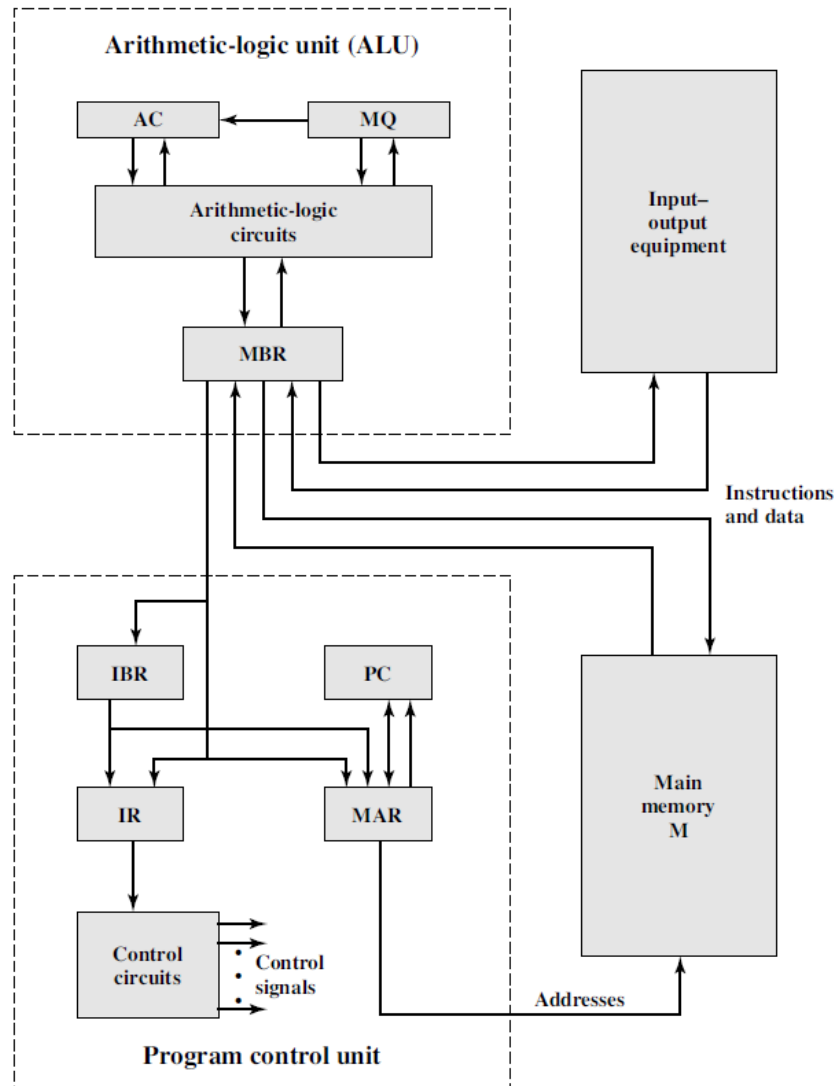 Arithmetic-logic unit (ALU)
AC
MQ
Arithmetic-logic
circuits
Input–
output
equipment
MBR
Instructions
and data
IBR
PC
IR
MAR
Main
memory
M
Control
circuits
Control
signals
Addresses
Program control unit